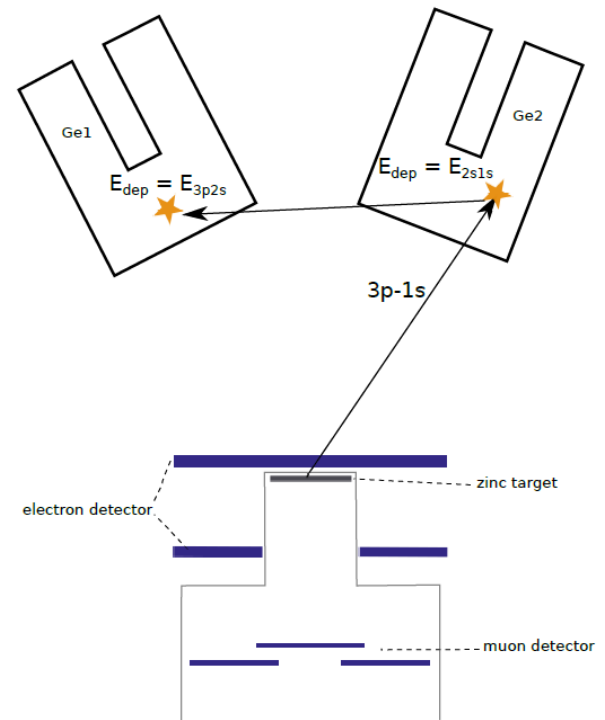 Ge1
Ge2
E_dep = E_2s1s
E_dep = E_3p2s
3p-1s
zinc target
electron detector
muon detector